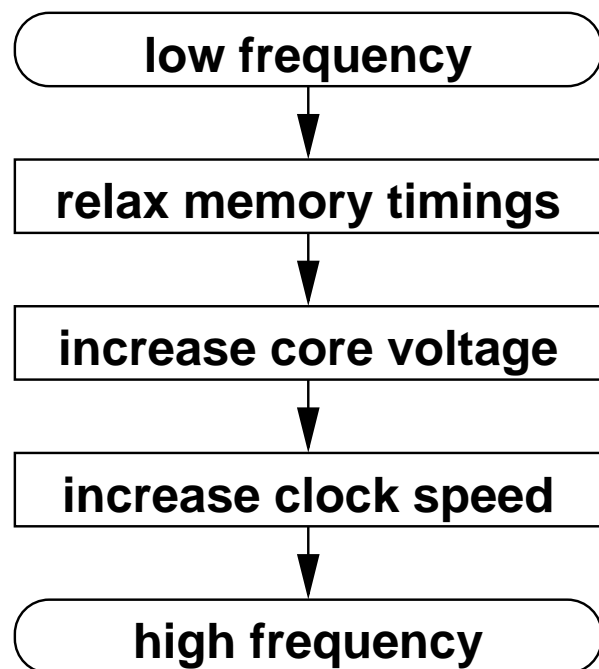 low frequency
relax memory timings
increase core voltage
increase clock speed
high frequency